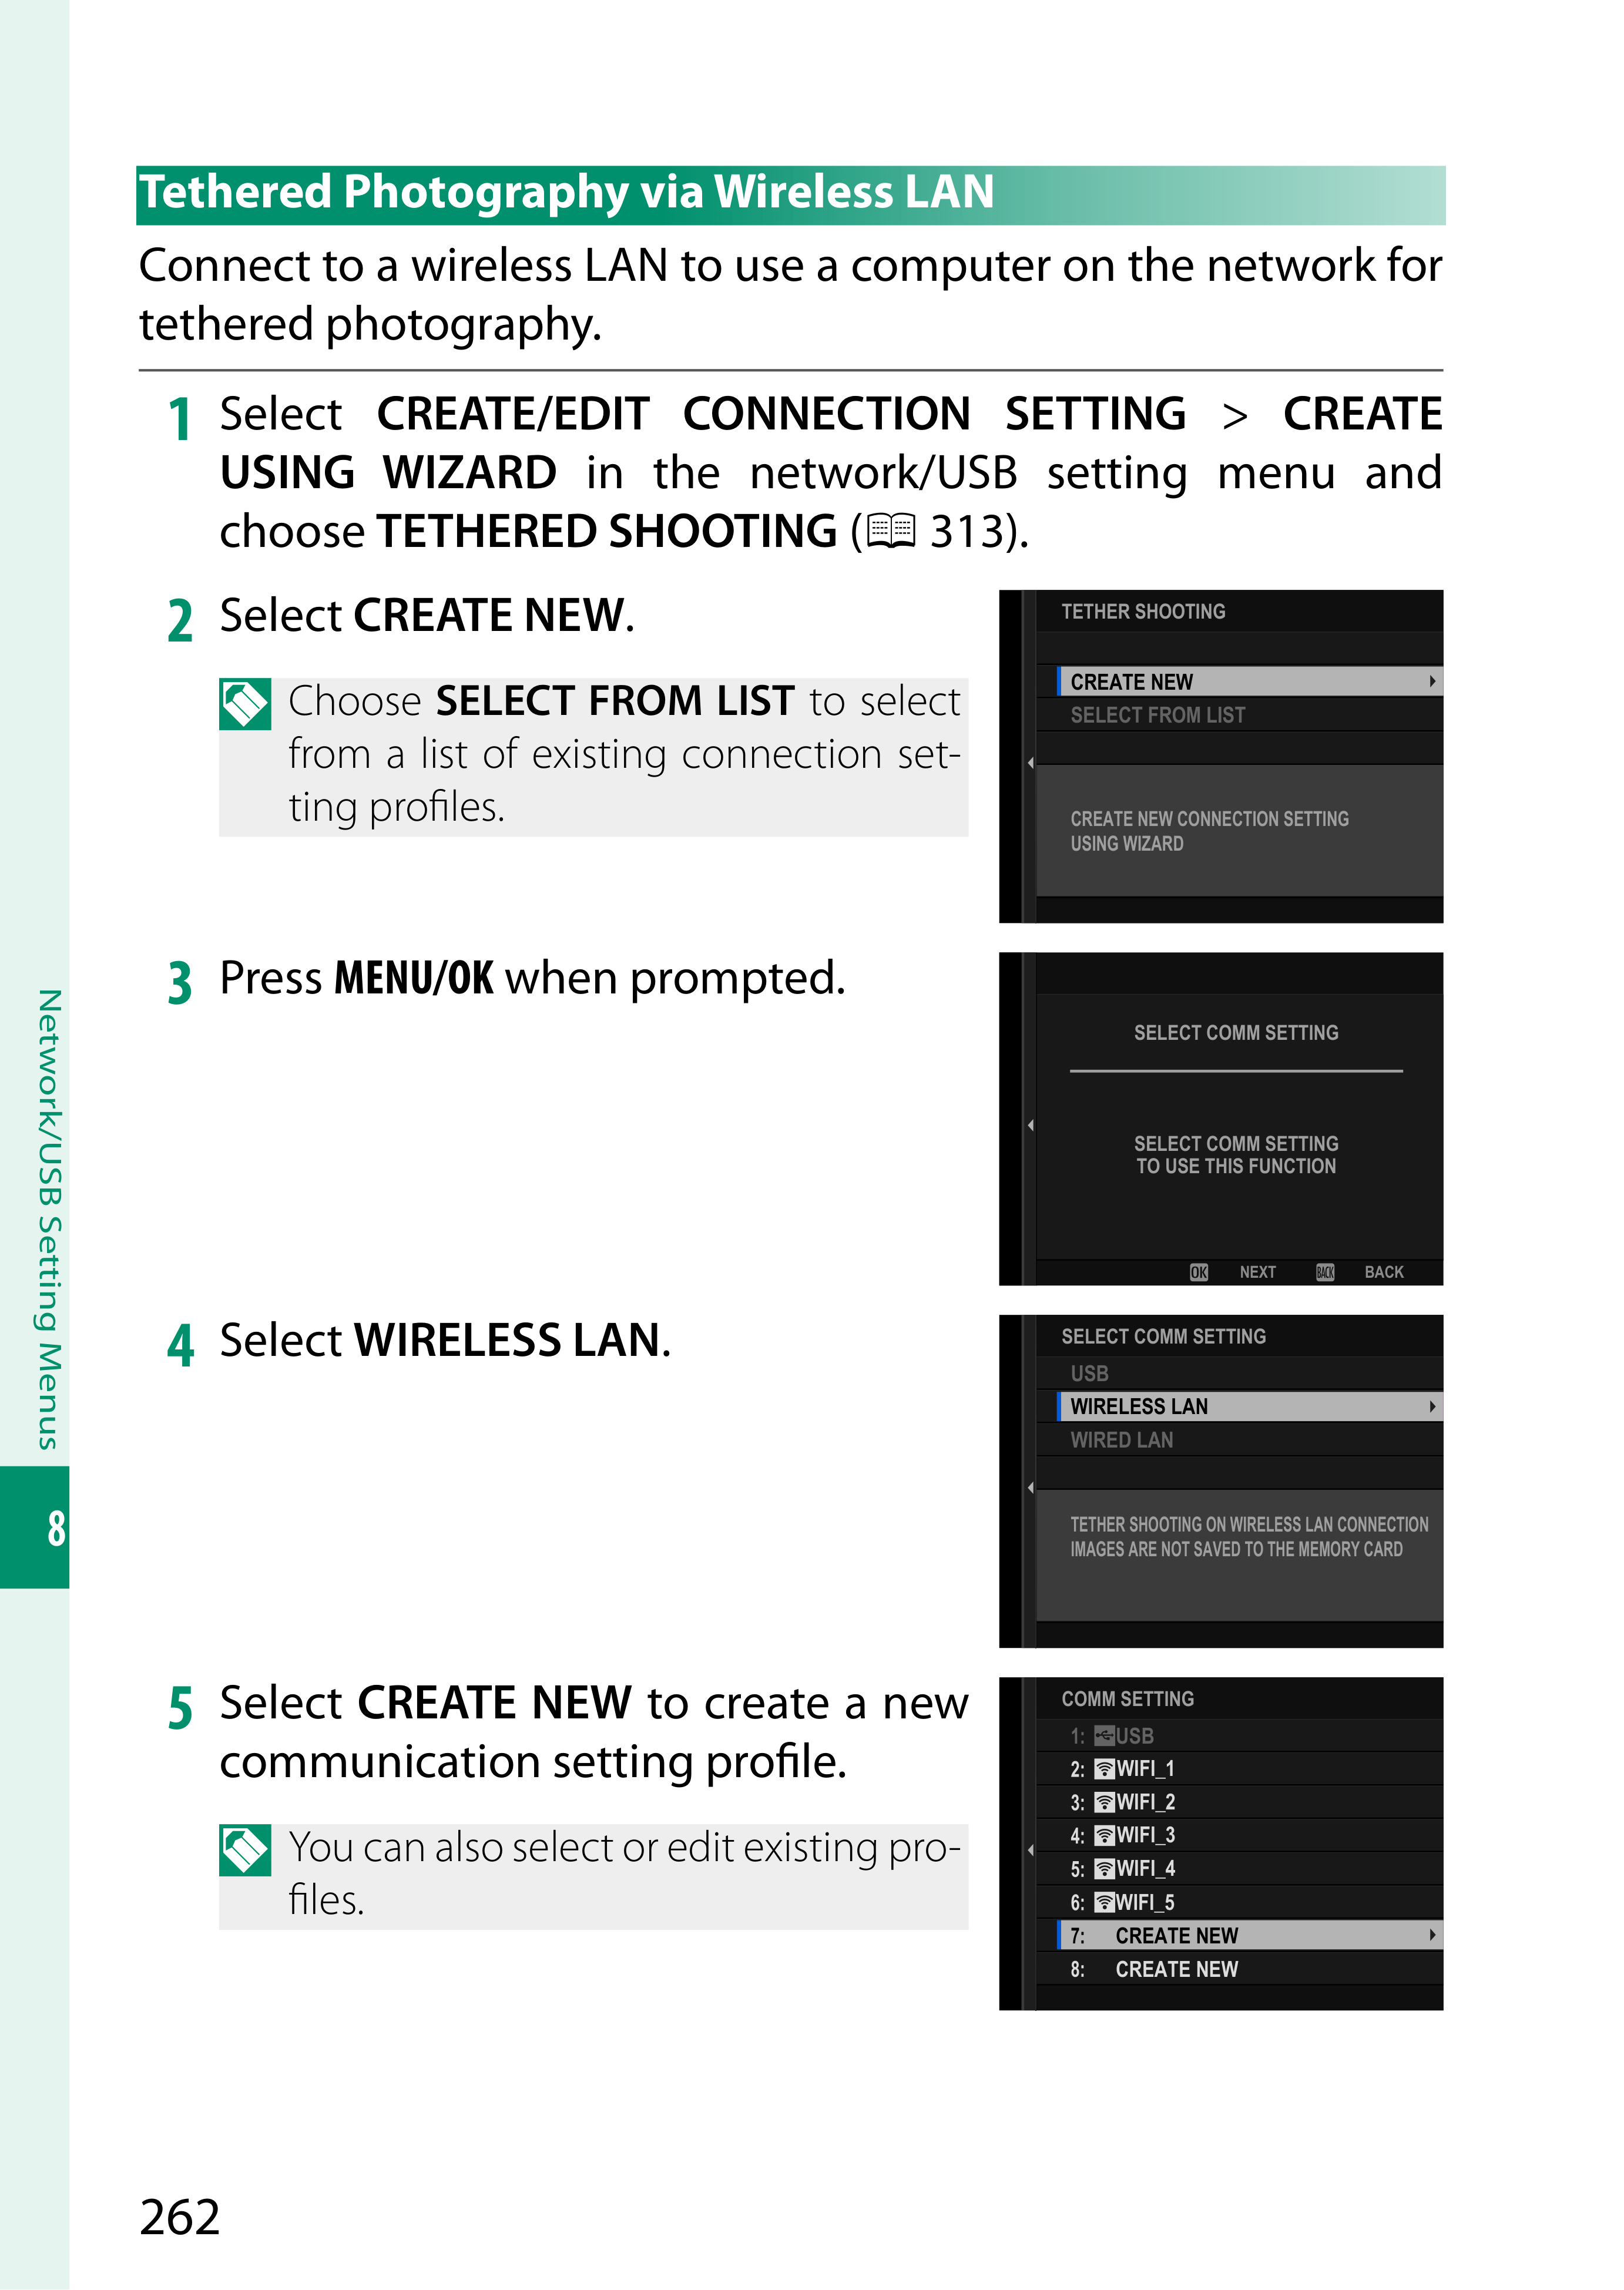 Tethered Photography via Wireless LAN
Connect to a wireless LAN to use a computer on the network for
tethered photography.
1 Select CREATE/EDIT CONNECTION SETTING > CREATE
USING WIZARD in the network/USB setting menu and
choose TETHERED SHOOTING (313).
2 Select CREATE NEW.
Choose SELECT FROM LIST to select
from a list of existing connection set-
ting profiles.
TETHER SHOOTING
CREATE NEW
SELECT FROM LIST
CREATE NEW CONNECTION SETTING
USING WIZARD
3 Press MENU/OK when prompted.
SELECT COMM SETTING
SELECT COMM SETTING
TO USE THIS FUNCTION
OK NEXT BACK BACK
4 Select WIRELESS LAN.
SELECT COMM SETTING
USB
WIRELESS LAN
WIRED LAN
TETHER SHOOTING ON WIRELESS LAN CONNECTION
IMAGES ARE NOT SAVED TO THE MEMORY CARD
5 Select CREATE NEW to create a new
communication setting profile.
You can also select or edit existing pro-
files.
COMM SETTING
1: USB
2: WIFI_1
3: WIFI_2
4: WIFI_3
5: WIFI_4
6: WIFI_5
7: CREATE NEW
8: CREATE NEW
Network/USB Setting Menus
8
262